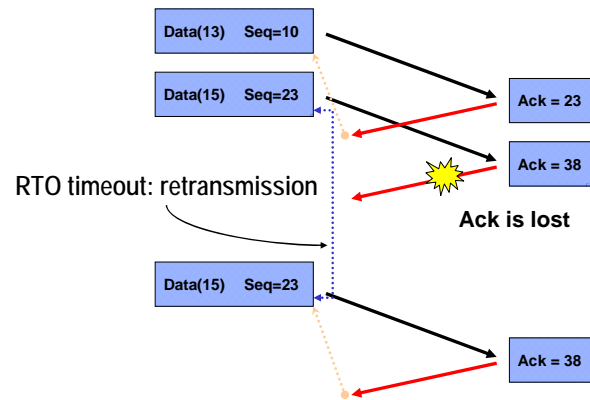 Data(13) Seq=10
Data(15) Seq=23
Ack = 23
Ack = 38
RTO timeout: retransmission
Ack is lost
Data(15) Seq=23
Ack = 38